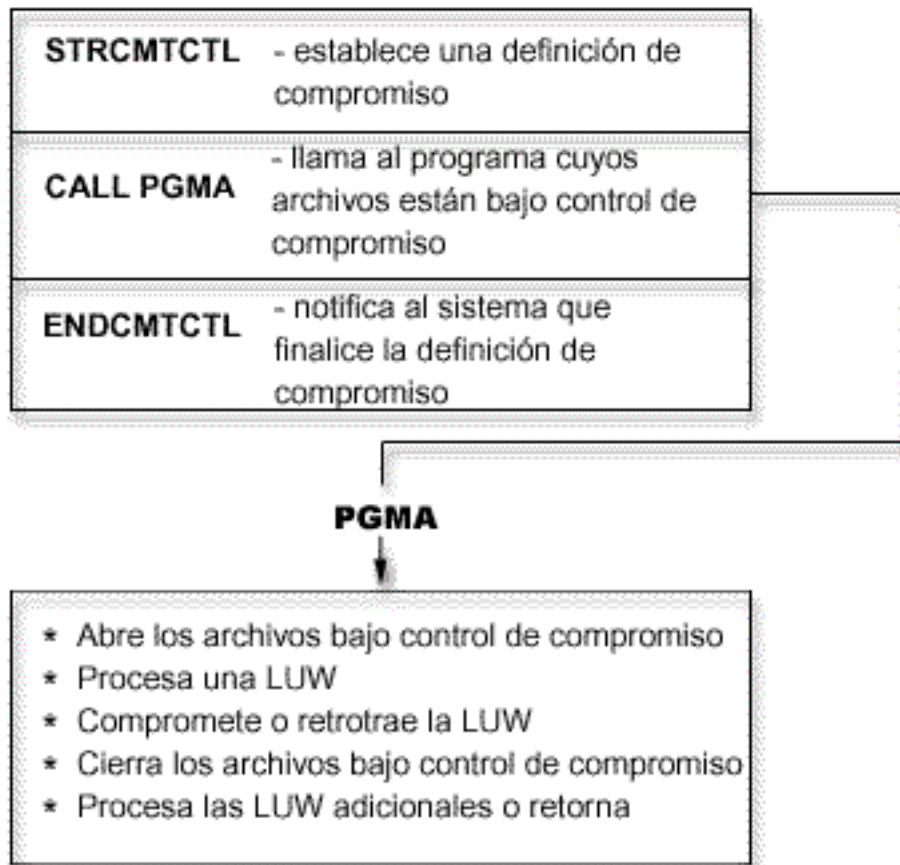 STRCMTCTL - establece una definición de
compromiso
CALL PGMA - llama al programa cuyos
archivos están bajo control de
compromiso
ENDCMTCTL - notifica al sistema que
finalice la definición de
compromiso
PGMA
* Abre los archivos bajo control de compromiso
* Procesa una LUW
* Compromete o retrotrae la LUW
* Cierra los archivos bajo control de compromiso
* Procesa las LUW adicionales o retorna